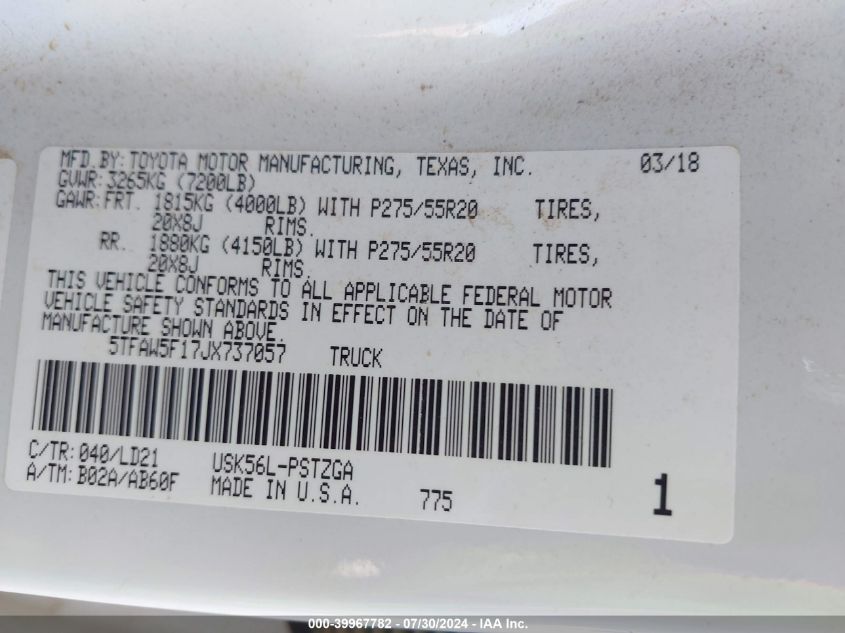 MFD.BY: TOYOTA MOTOR MANUFACTURING, TEXAS, INC. 03/18
GVWR: 3265KG (7200LB)
GAWR: FRT. 1815KG (4000LB) WITH P275/55R20 TIRES,
20X8J RIMS.
RR. 1880KG (4150LB) WITH P275/55R20 TIRES,
20X8J RIMS.
THIS VEHICLE CONFORMS TO ALL APPLICABLE FEDERAL MOTOR
VEHICLE SAFETY STANDARDS IN EFFECT ON THE DATE OF
MANUFACTURE SHOWN ABOVE.
5TFAW5F17JX737057 TRUCK
C/TR: 040/LD21 USK56L-PSTZGA
A/TM: B02A/AB60F MADE IN U.S.A. 775 1
000-39967782 - 07/30/2024 - IAA Inc.